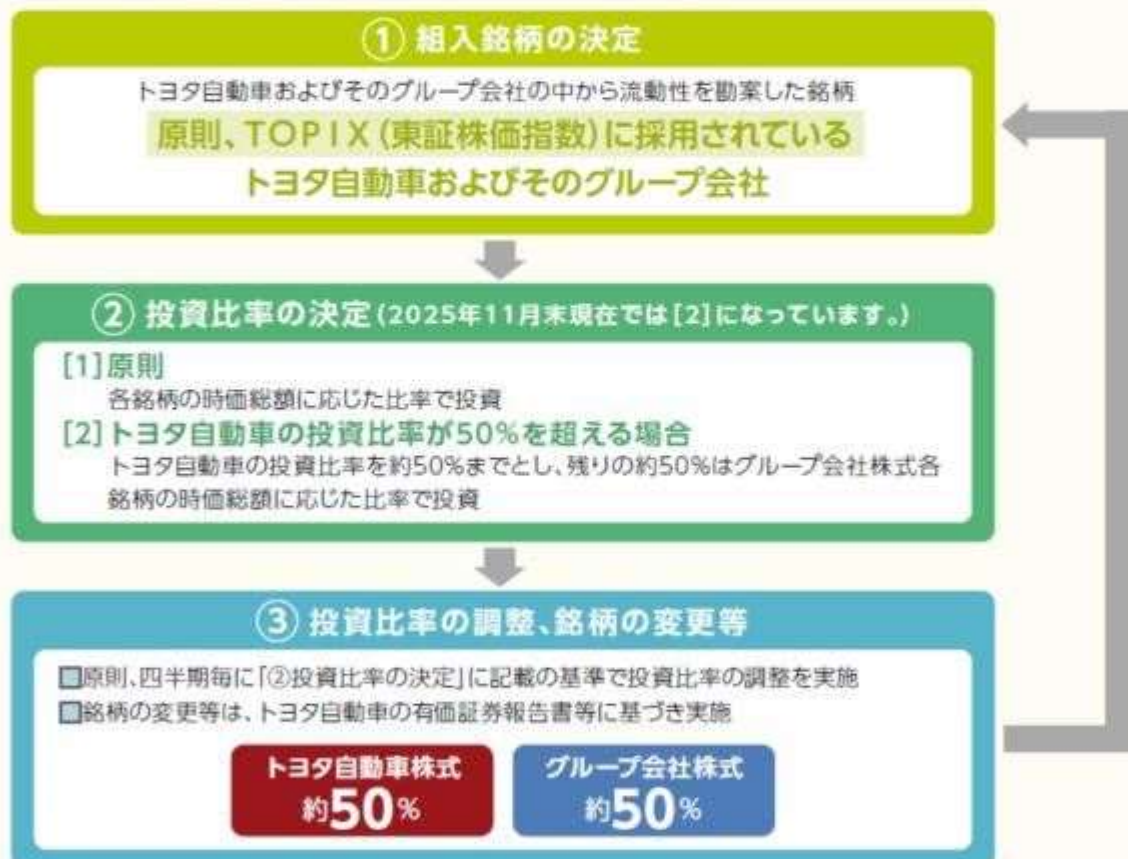 ① 組入銘柄の決定
トヨタ自動車およびそのグループ会社の中から流動性を勘案した銘柄
原則、TOPIX(東証株価指数)に採用されている
トヨタ自動車およびそのグループ会社
② 投資比率の決定(2025年11月末現在では[2]になっています。)
[1]原則
各銘柄の時価総額に応じた比率で投資
[2]トヨタ自動車の投資比率が50%を超える場合
トヨタ自動車の投資比率を約50%までとし、残りの約50%はグループ会社株式各
銘柄の時価総額に応じた比率で投資
③ 投資比率の調整、銘柄の変更等
原則、四半期毎に「②投資比率の決定」に記載の基準で投資比率の調整を実施
銘柄の変更等は、トヨタ自動車の有価証券報告書等に基づき実施
トヨタ自動車株式
約50%
グループ会社株式
約50%